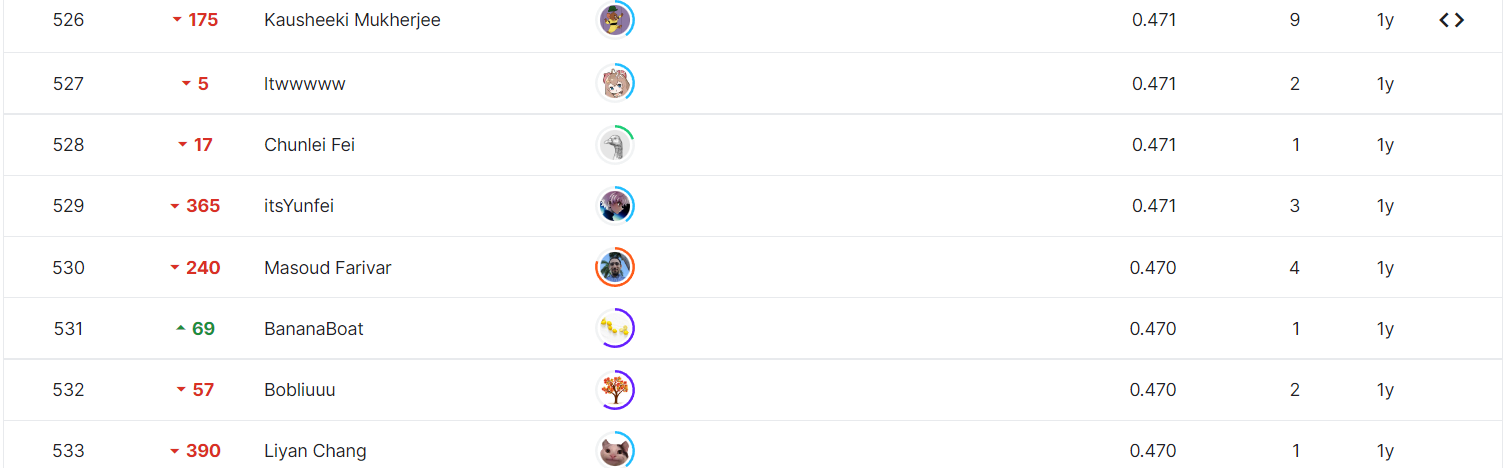 526 175 Kausheeki Mukherjee 0.471 9 1y
527 5 ltwwwww 0.471 2 1y
528 17 Chunlei Fei 0.471 1 1y
529 365 itsYunfei 0.471 3 1y
530 240 Masoud Farivar 0.470 4 1y
531 69 BananaBoat 0.470 1 1y
532 57 Bobliuuu 0.470 2 1y
533 390 Liyan Chang 0.470 1 1y